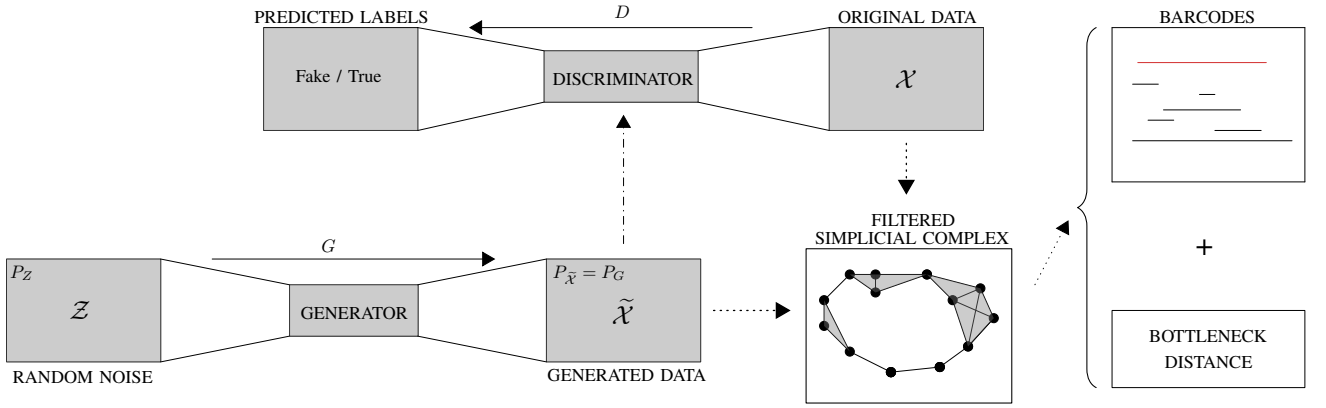 PREDICTED LABELS
D
ORIGINAL DATA
BARCODES
Fake / True
DISCRIMINATOR
𝒳
FILTERED
SIMPLICIAL COMPLEX
G
+
P_Z
𝒵
GENERATOR
P_𝒳̃ = P_G
𝒳̃
BOTTLENECK
DISTANCE
RANDOM NOISE
GENERATED DATA